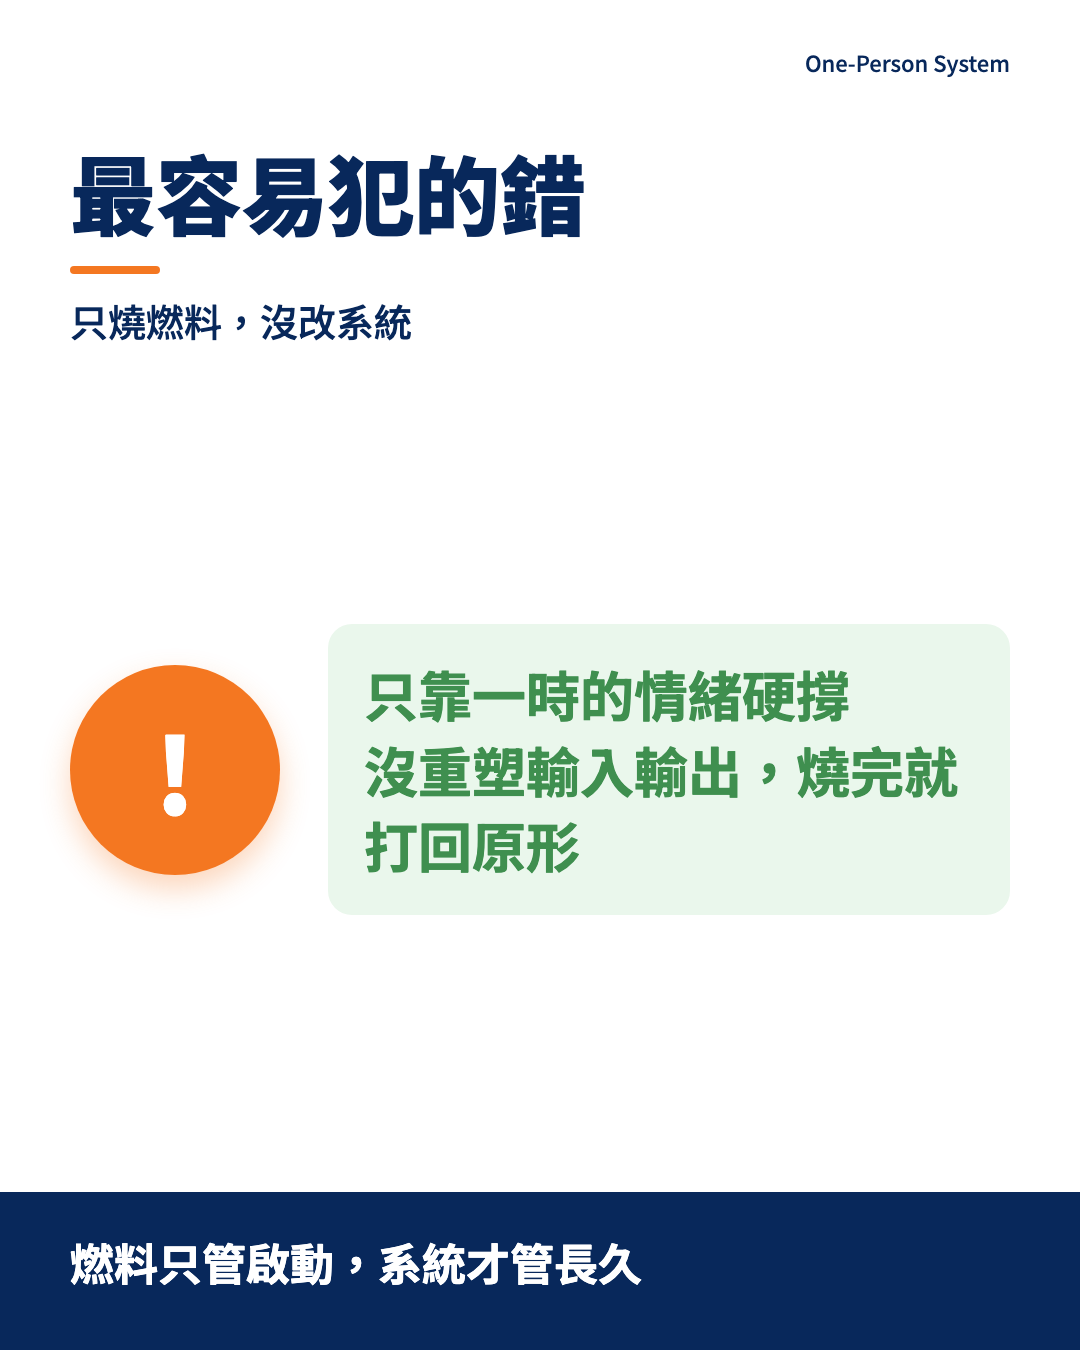 One-Person System
最容易犯的錯
只燒燃料，沒改系統
!
只靠一時的情緒硬撐
沒重塑輸入輸出，燒完就
打回原形
燃料只管啟動，系統才管長久